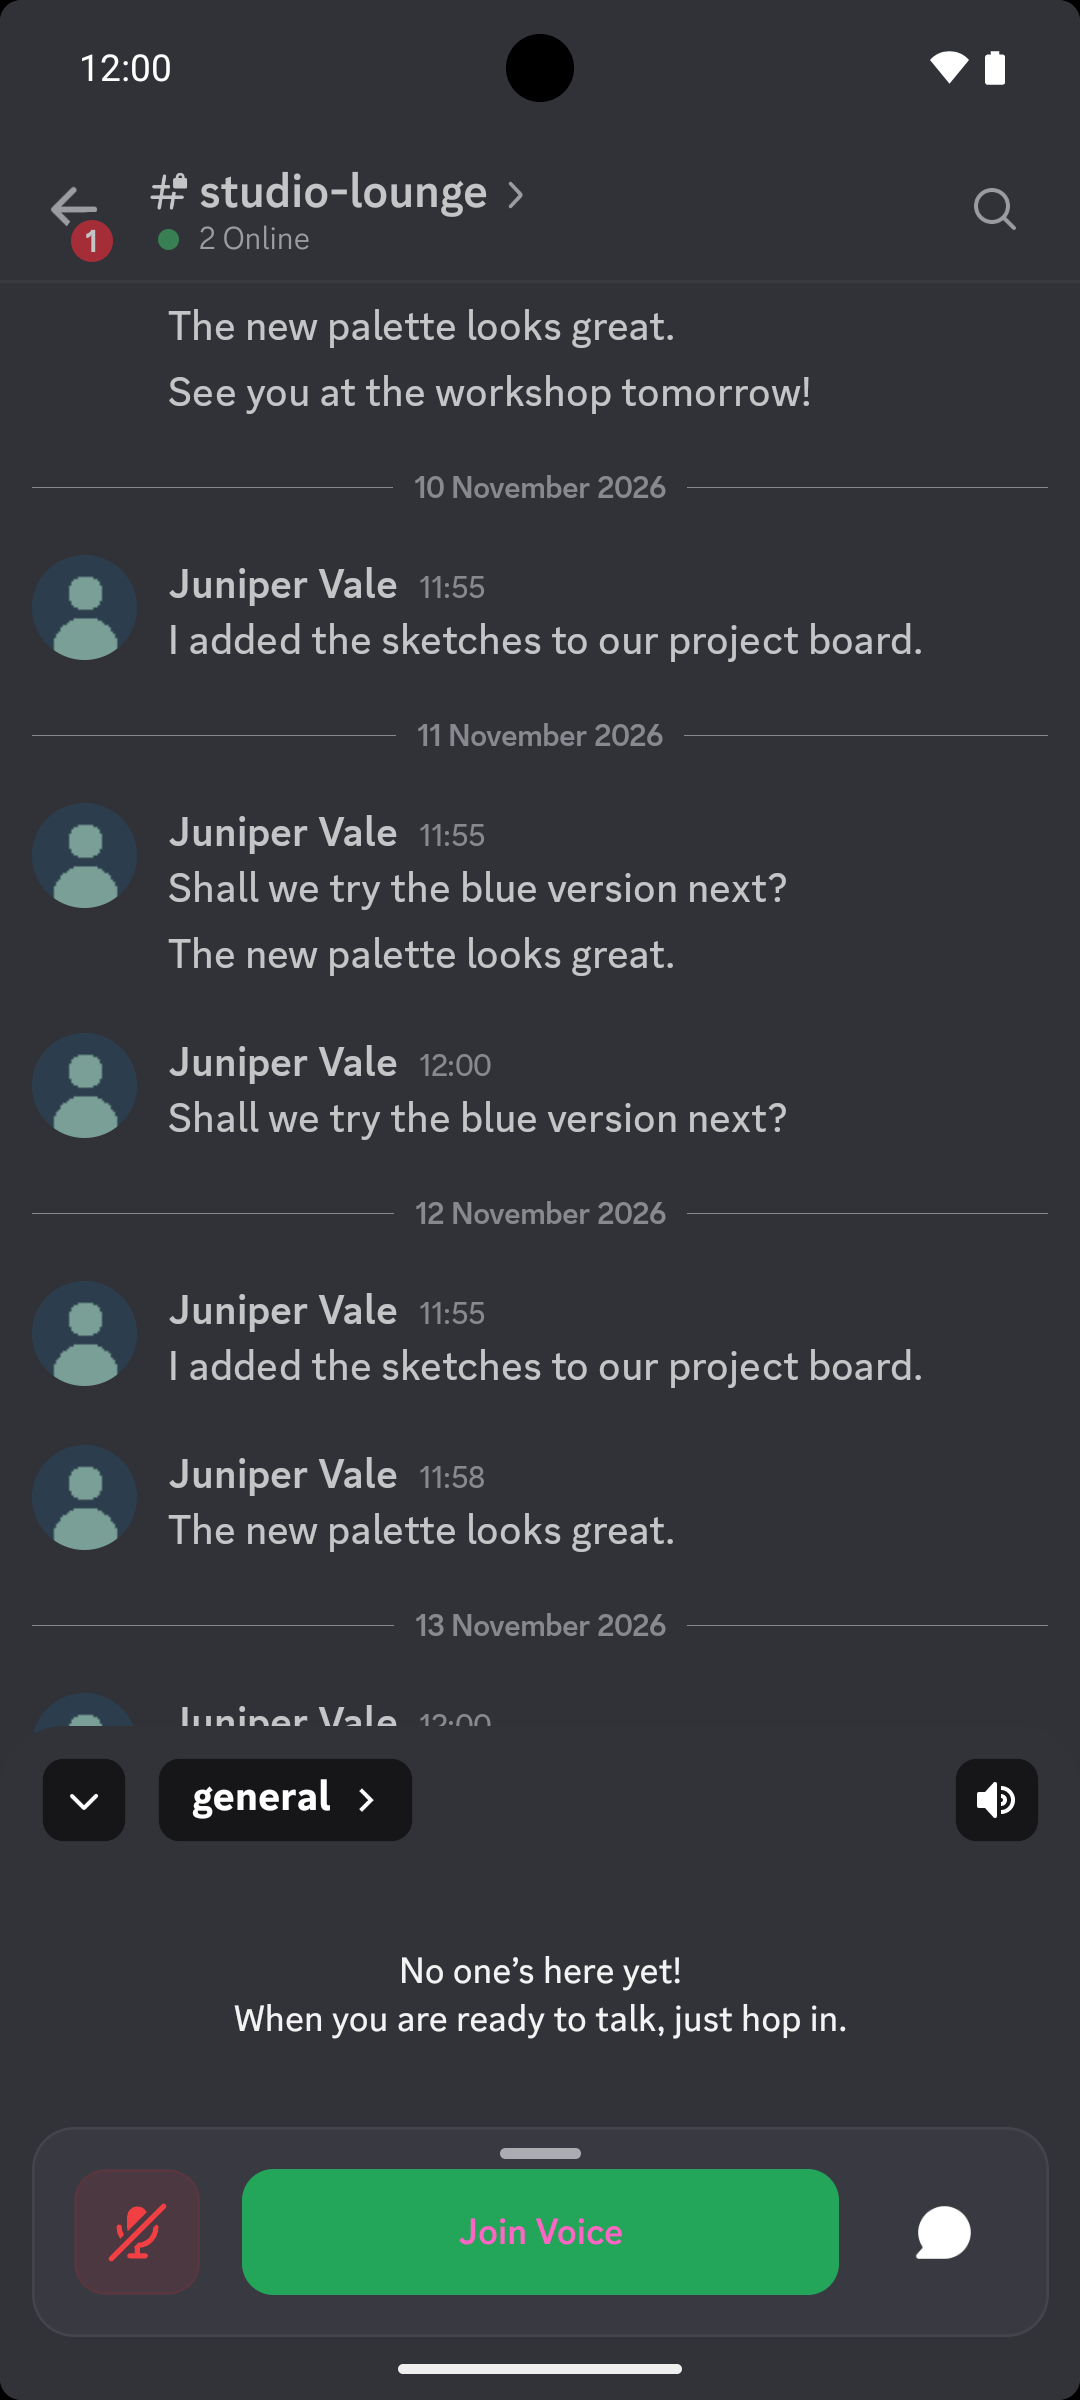 12:00
studio-lounge
1
2 Online
The new palette looks great.
See you at the workshop tomorrow!
10 November 2026
Juniper Vale 11:55
I added the sketches to our project board.
11 November 2026
Juniper Vale 11:55
Shall we try the blue version next?
The new palette looks great.
Juniper Vale 12:00
Shall we try the blue version next?
12 November 2026
Juniper Vale 11:55
I added the sketches to our project board.
Juniper Vale 11:58
The new palette looks great.
13 November 2026
Juniper Vale 12:00
general
No one’s here yet!
When you are ready to talk, just hop in.
Join Voice